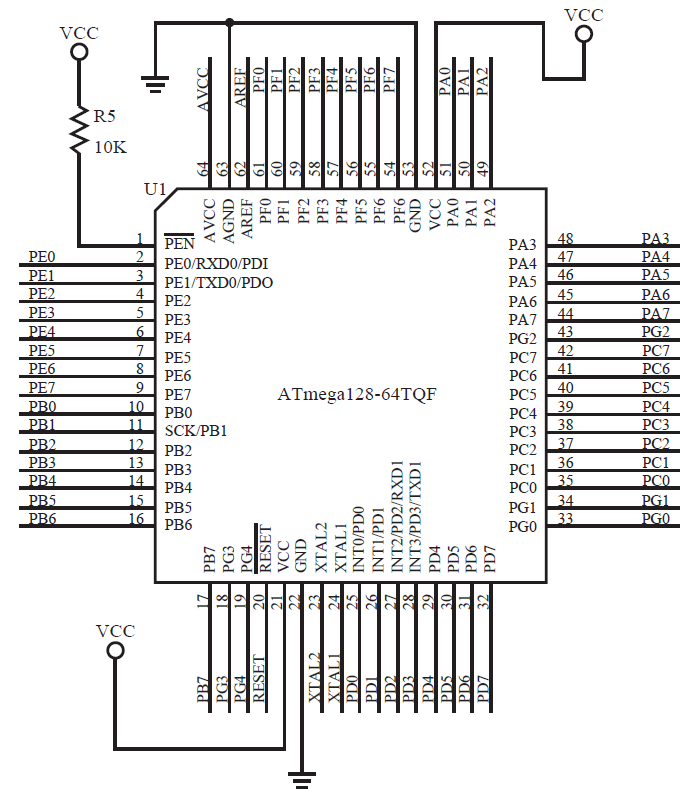 VCC
VCC
R5
10K
AVCC AREF PF0 PF1 PF2 PF3 PF4 PF5 PF6 PF7 PA0 PA1 PA2
64 63 62 61 60 59 58 57 56 55 54 53 52 51 50 49
U1
AVCC AGND AREF PF0 PF1 PF2 PF3 PF4 PF5 PF6 PF6 GND VCC PA0 PA1 PA2
1 PEN PA3 48 PA3
PE0 2 PE0/RXD0/PDI PA4 47 PA4
PE1 3 PE1/TXD0/PDO PA5 46 PA5
PE2 4 PE2 PA6 45 PA6
PE3 5 PE3 PA7 44 PA7
PE4 6 PE4 PG2 43 PG2
PE5 7 PE5 PC7 42 PC7
PE6 8 PE6 PC6 41 PC6
PE7 9 PE7 PC5 40 PC5
ATmega128-64TQF
PB0 10 PB0 PC4 39 PC4
PB1 11 SCK/PB1 PC3 38 PC3
PB2 12 PB2 PC2 37 PC2
PB3 13 PB3 PC1 36 PC1
PB4 14 PB4 PC0 35 PC0
PB5 15 PB5 PG1 34 PG1
PB6 16 PB6 PG0 33 PG0
PB7 PG3 PG4 RESET VCC GND XTAL2 XTAL1 INT0/PD0 INT1/PD1 INT2/PD2/RXD1 INT3/PD3/TXD1 PD4 PD5 PD6 PD7
17 18 19 20 21 22 23 24 25 26 27 28 29 30 31 32
VCC
PB7 PG3 PG4 RESET XTAL2 XTAL1 PD0 PD1 PD2 PD3 PD4 PD5 PD6 PD7